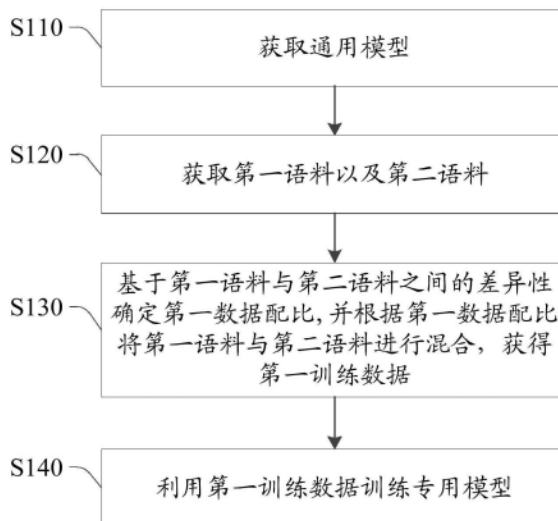 S110
获取通用模型
S120
获取第一语料以及第二语料
S130
基于第一语料与第二语料之间的差异性
确定第一数据配比,并根据第一数据配比
将第一语料与第二语料进行混合，获得
第一训练数据
S140
利用第一训练数据训练专用模型